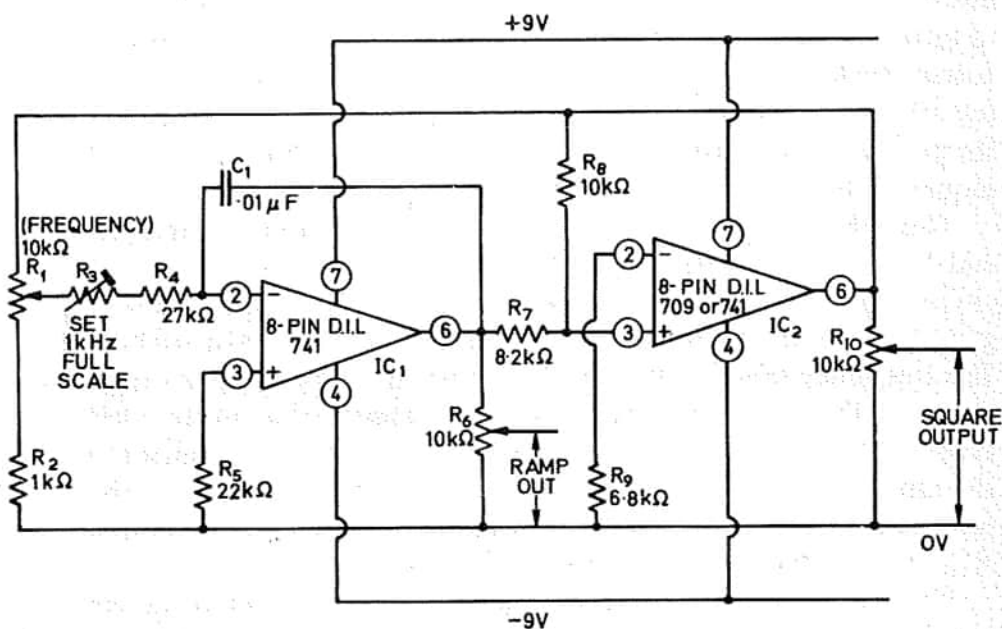 +9V
C1
.01 μF
R8
10kΩ
(FREQUENCY)
10kΩ
R1
R3
R4
27kΩ
SET
1kHz
FULL
SCALE
2
7
8-PIN D.I.L
741
6
3
4
IC1
R7
8·2kΩ
2
7
8-PIN D.I.L
709 or 741
6
3
4
IC2
R10
10kΩ
R2
1kΩ
R5
22kΩ
R6
10kΩ
RAMP
OUT
R9
6·8kΩ
SQUARE
OUTPUT
0V
-9V